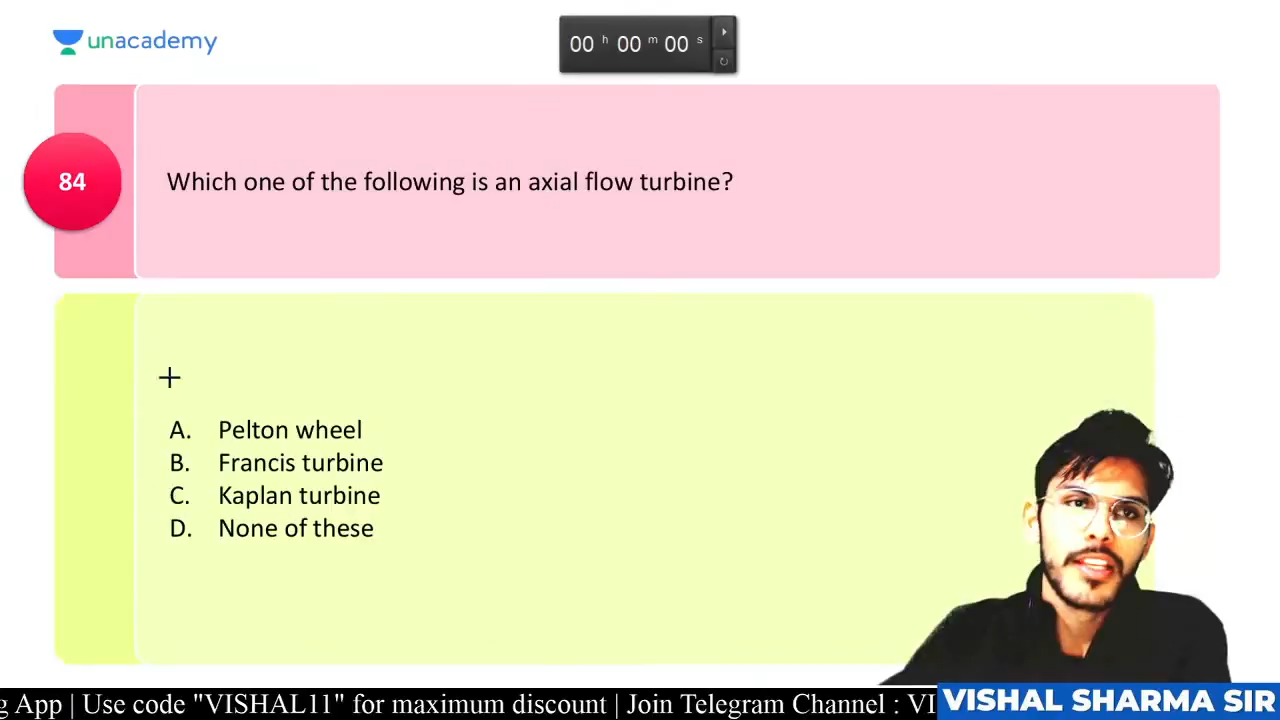 unacademy
00 h 00 m 00 s
84
Which one of the following is an axial flow turbine?
A. Pelton wheel
B. Francis turbine
C. Kaplan turbine
D. None of these
g App | Use code "VISHAL11" for maximum discount | Join Telegram Channel : VI
VISHAL SHARMA SIR